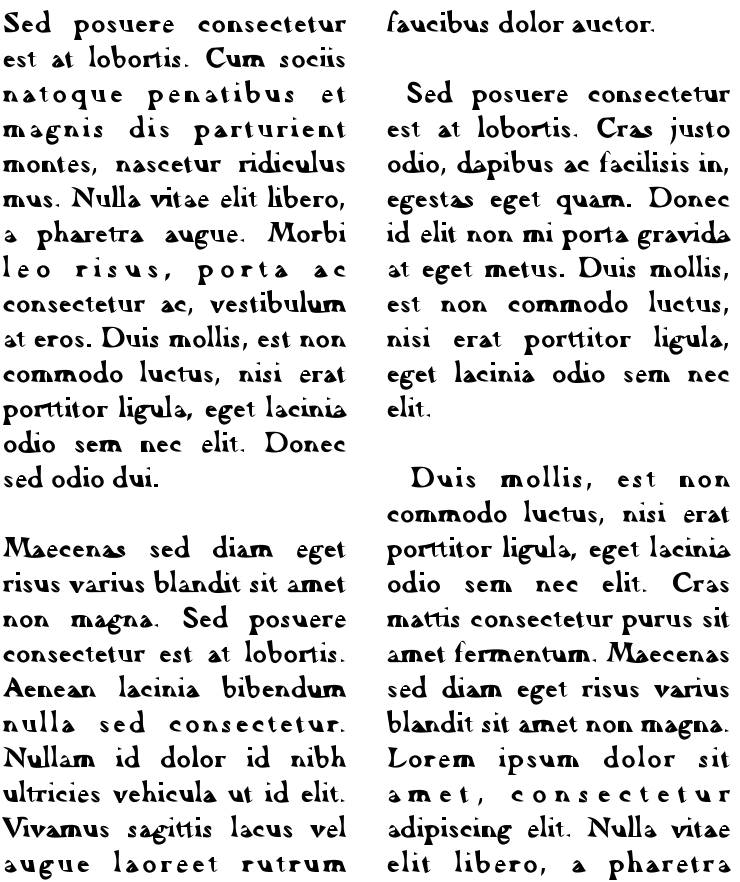 Sed posuere consectetur
est at lobortis. Cum sociis
natoque penatibus et
magnis dis parturient
montes, nascetur ridiculus
mus. Nulla vitae elit libero,
a pharetra augue. Morbi
leo risus, porta ac
consectetur ac, vestibulum
at eros. Duis mollis, est non
commodo luctus, nisi erat
porttitor ligula, eget lacinia
odio sem nec elit. Donec
sed odio dui.

Maecenas sed diam eget
risus varius blandit sit amet
non magna. Sed posuere
consectetur est at lobortis.
Aenean lacinia bibendum
nulla sed consectetur.
Nullam id dolor id nibh
ultricies vehicula ut id elit.
Vivamus sagittis lacus vel
augue laoreet rutrum
faucibus dolor auctor.

Sed posuere consectetur
est at lobortis. Cras justo
odio, dapibus ac facilisis in,
egestas eget quam. Donec
id elit non mi porta gravida
at eget metus. Duis mollis,
est non commodo luctus,
nisi erat porttitor ligula,
eget lacinia odio sem nec
elit.

Duis mollis, est non
commodo luctus, nisi erat
porttitor ligula, eget lacinia
odio sem nec elit. Cras
mattis consectetur purus sit
amet fermentum. Maecenas
sed diam eget risus varius
blandit sit amet non magna.
Lorem ipsum dolor sit
amet, consectetur
adipiscing elit. Nulla vitae
elit libero, a pharetra